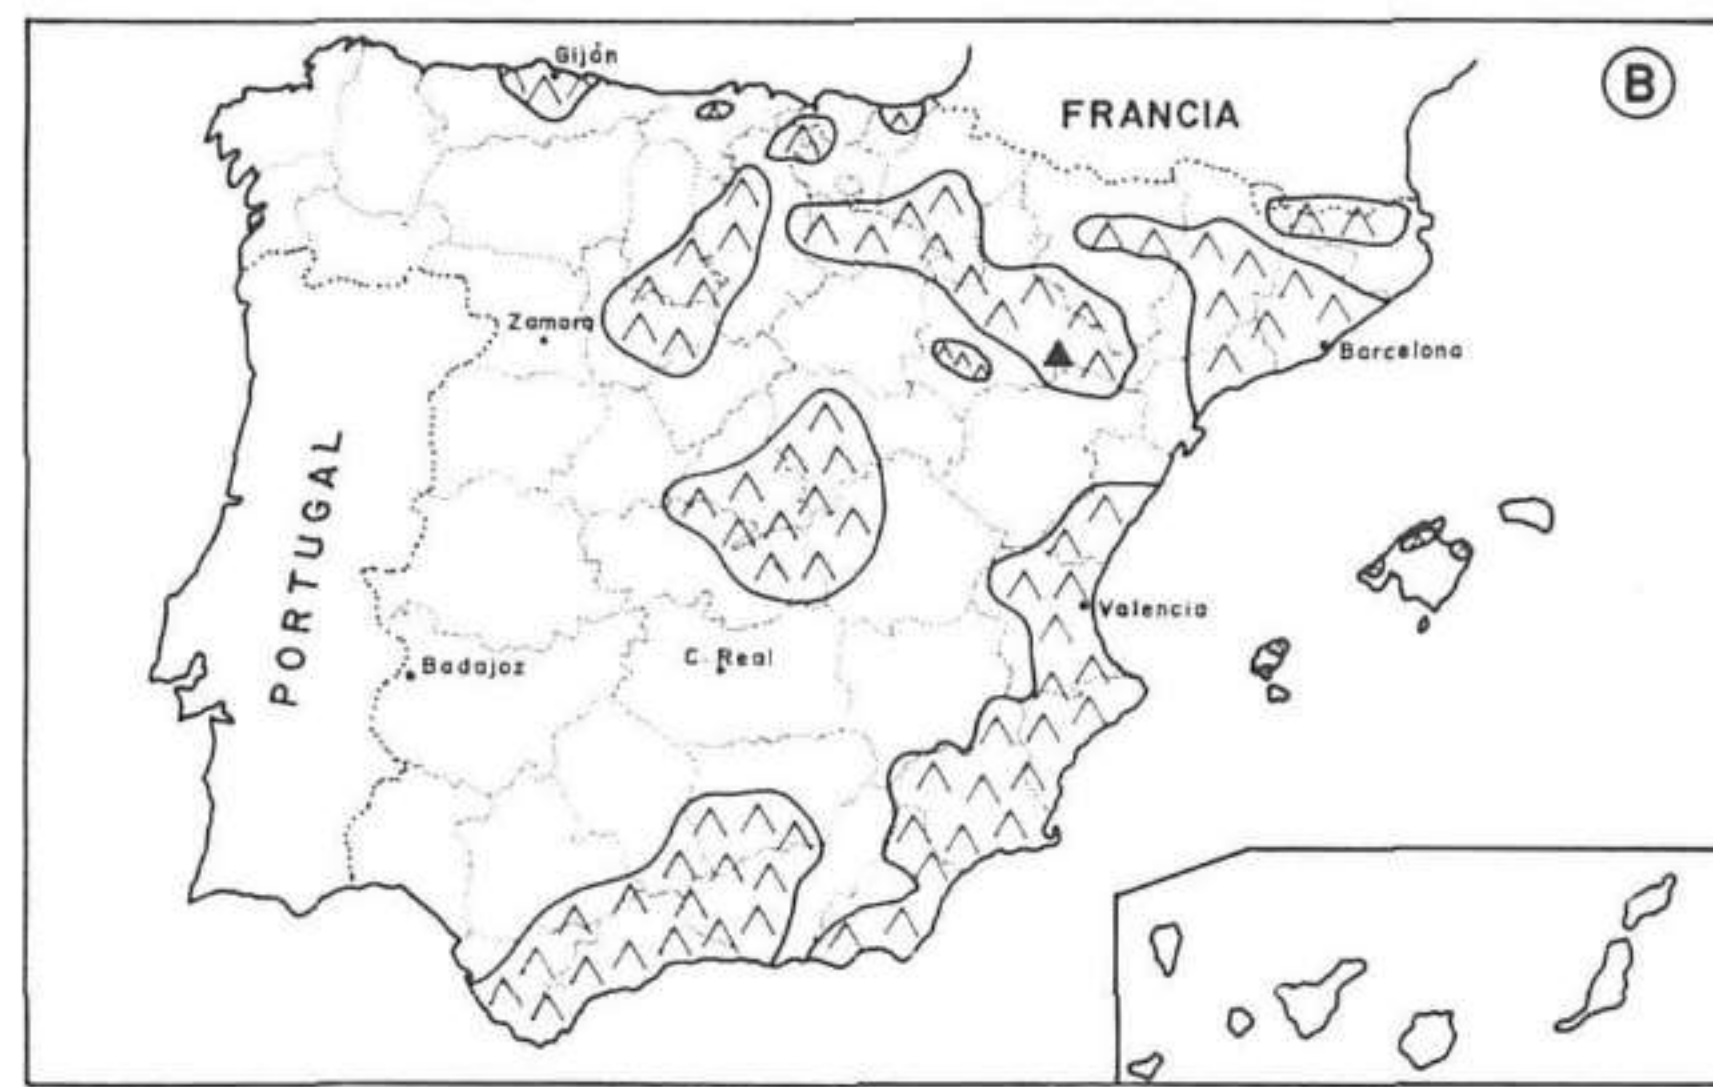 Gijón
B
FRANCIA
Zamora
Barcelona
PORTUGAL
Valencia
Badajoz
C. Real